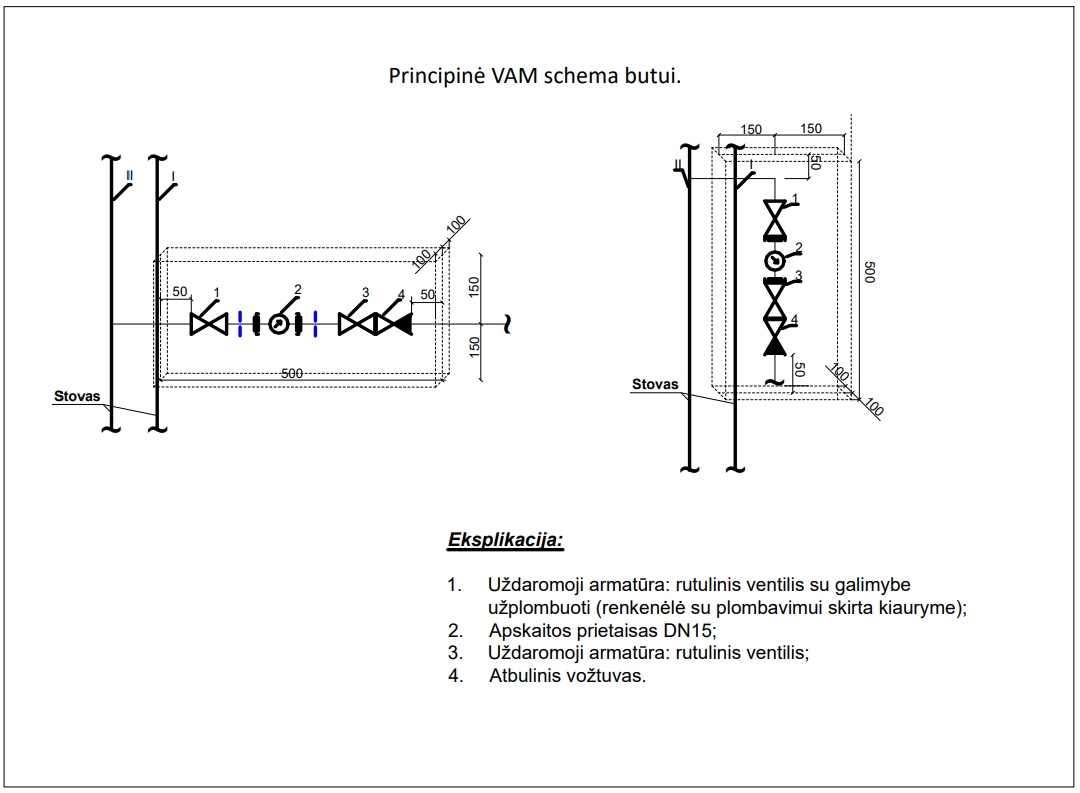 Principinė VAM schema butui.
150
150
50
II
I
1
2
3
4
500
50
100
100
Stovas
II
I
100
100
50
1
2
3
4
50
150
150
500
Stovas
Eksplikacija:
1. Uždaromoji armatūra: rutulinis ventilis su galimybe
užplombuoti (renkenėlė su plombavimui skirta kiauryme);
2. Apskaitos prietaisas DN15;
3. Uždaromoji armatūra: rutulinis ventilis;
4. Atbulinis vožtuvas.